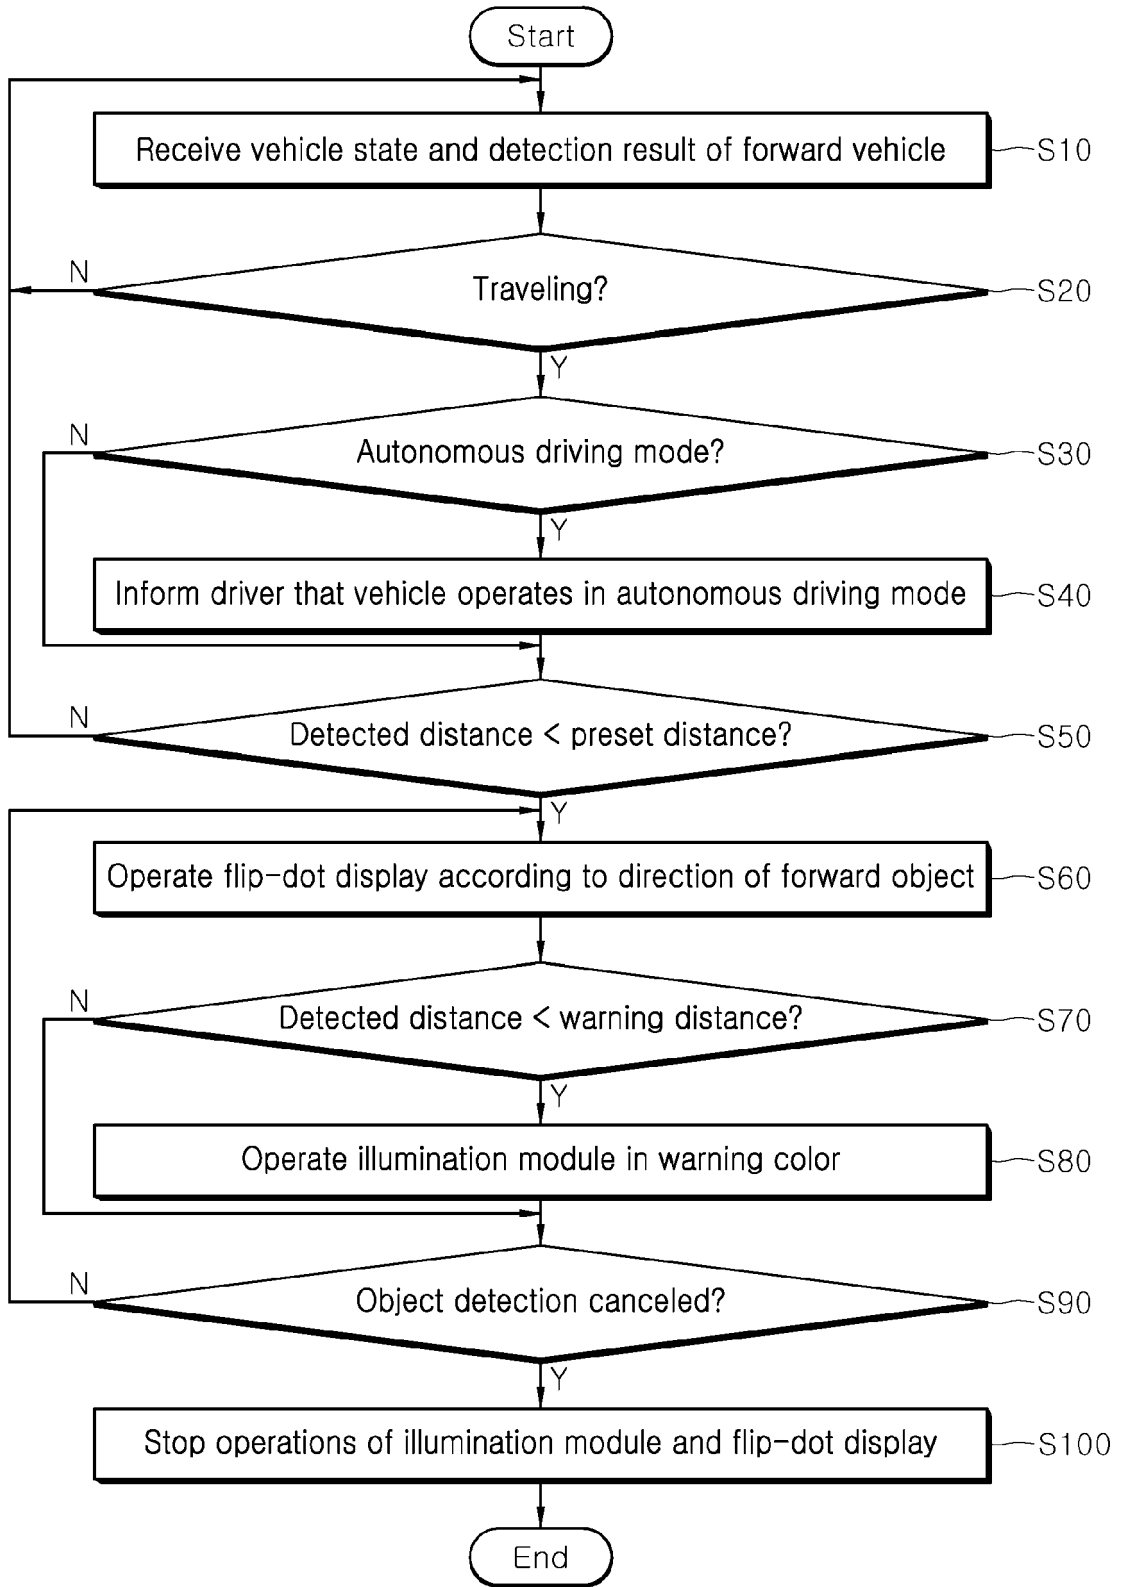 Start
Receive vehicle state and detection result of forward vehicle
S10
N
Traveling?
S20
Y
N
Autonomous driving mode?
S30
Y
Inform driver that vehicle operates in autonomous driving mode
S40
N
Detected distance < preset distance?
S50
Y
Operate flip-dot display according to direction of forward object
S60
N
Detected distance < warning distance?
S70
Y
Operate illumination module in warning color
S80
N
Object detection canceled?
S90
Y
Stop operations of illumination module and flip-dot display
S100
End